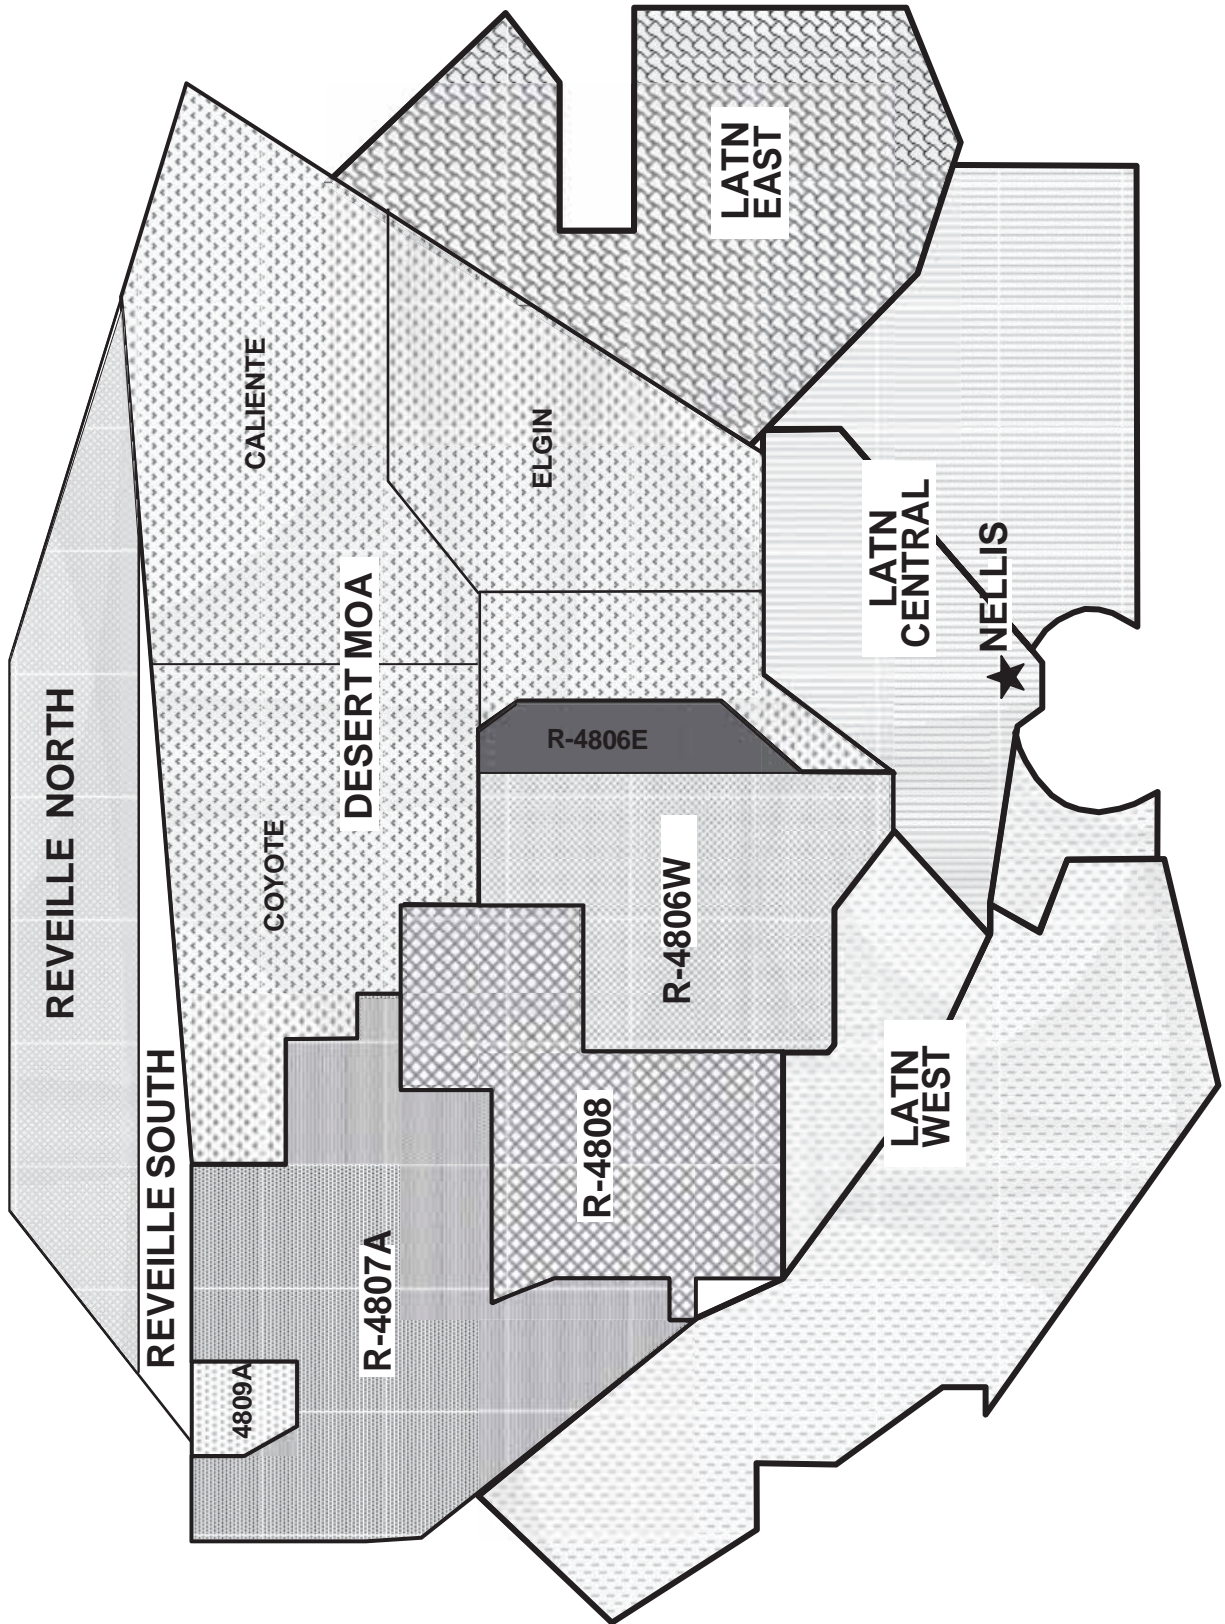 REVEILLE NORTH
REVEILLE SOUTH
CALIENTE
COYOTE
DESERT MOA
ELGIN
LATN
EAST
4809A
R-4807A
R-4808
R-4806W
R-4806E
LATN
CENTRAL
NELLIS
LATN
WEST